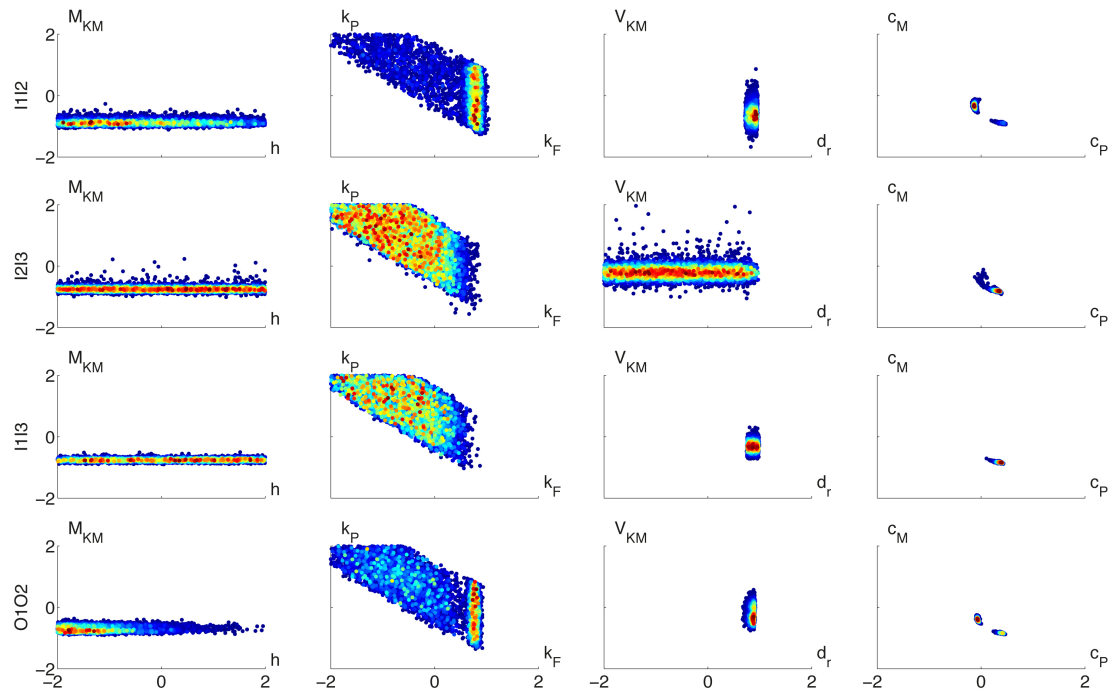 M_KM k_P V_KM c_M
2
0
I1I2
−2 h k_F d_r c_P
M_KM k_P V_KM c_M
2
0
I2I3
−2 h k_F d_r c_P
M_KM k_P V_KM c_M
2
0
I1I3
−2 h k_F d_r c_P
M_KM k_P V_KM c_M
2
0
O1O2
−2 h k_F d_r c_P
−2 0 2 −2 0 2 −2 0 2 −2 0 2